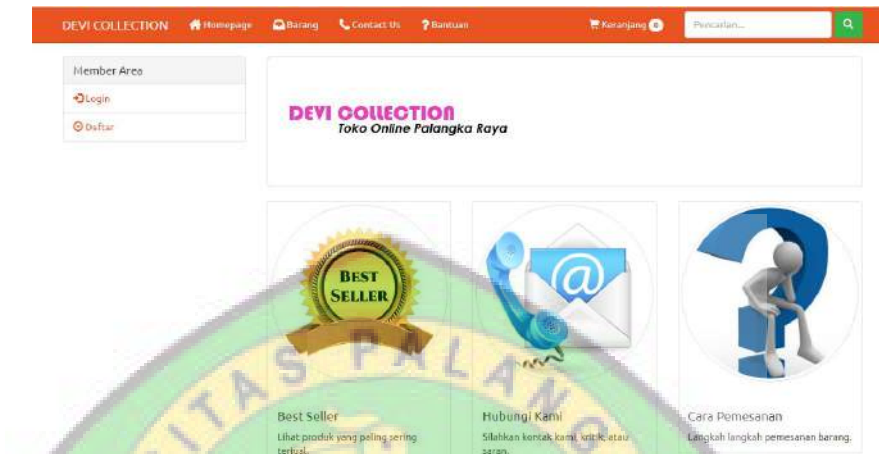 DEVI COLLECTION Homepage Barang Contact Us Bantuan Keranjang 0 Pencarian...
Member Area
Login
Daftar
DEVI COLLECTION
Toko Online Palangka Raya
BEST
SELLER
@
TAS PALANG
Best Seller
Lihat produk yang paling sering
terjual.
Hubungi Kami
Silahkan kontak kami, kritik, atau
saran.
Cara Pemesanan
Langkah langkah pemesanan barang.